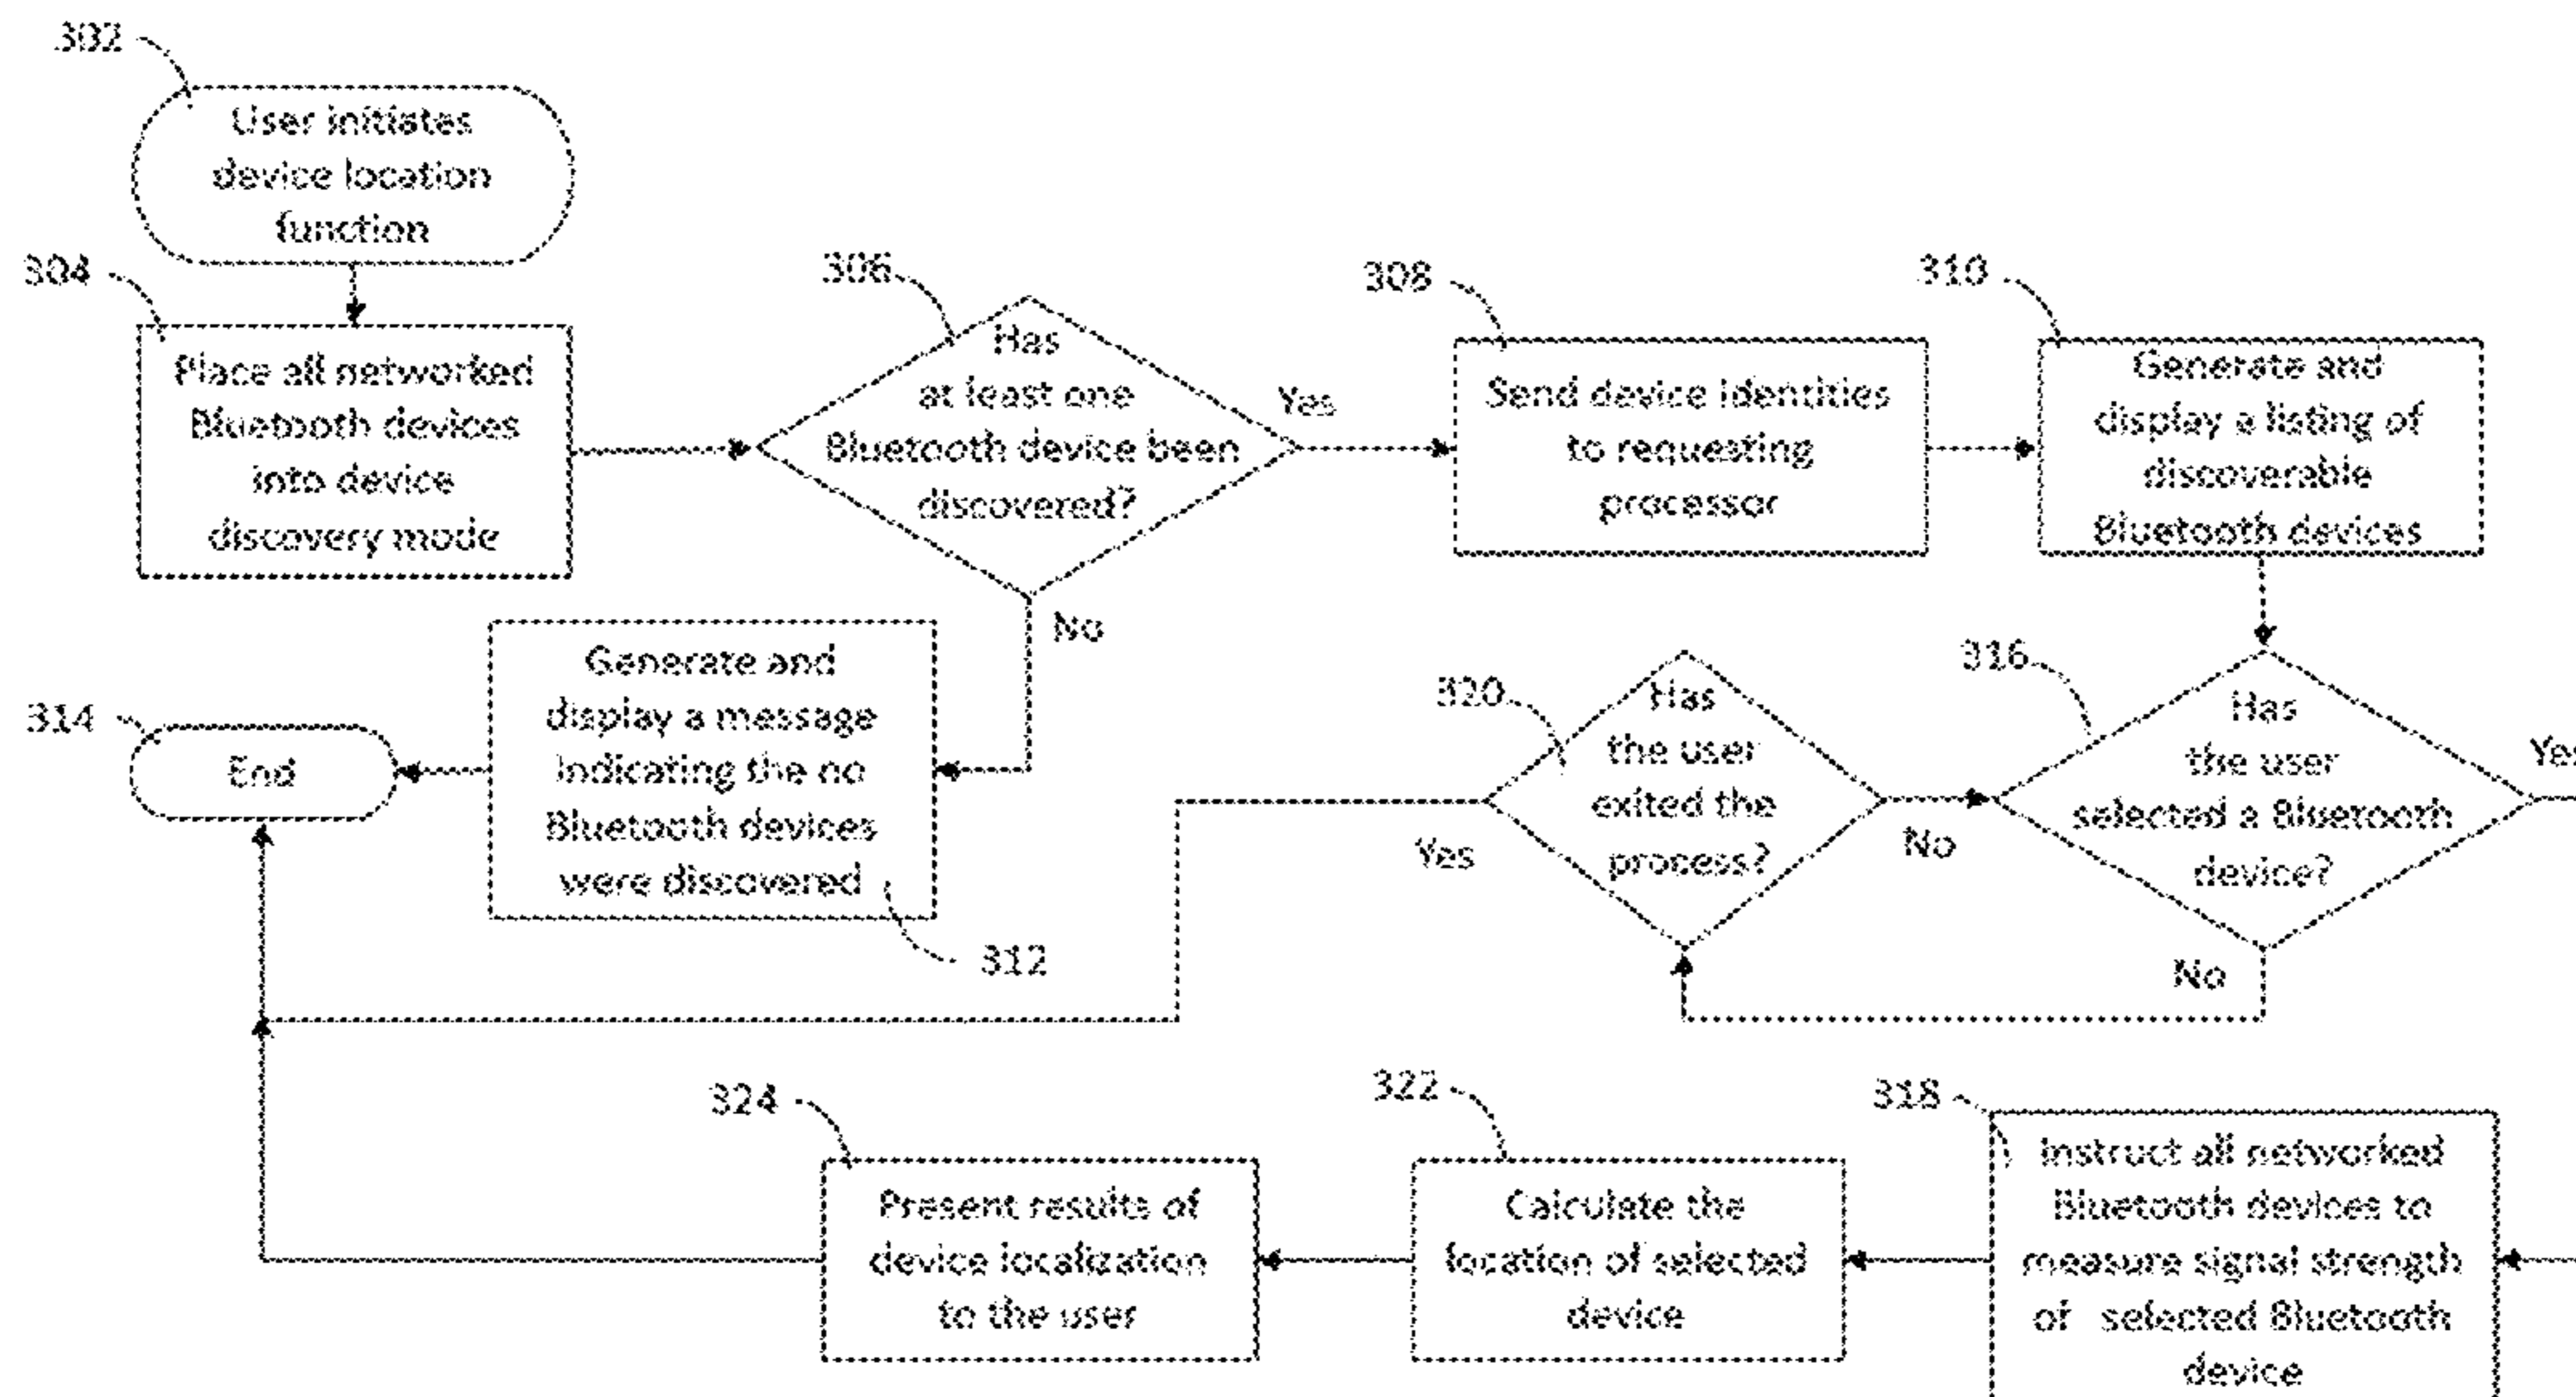 302
User initiates
device location
function
304
Place all networked
Bluetooth devices
into device
discovery mode
306
Has
at least one
Bluetooth device been
discovered?
Yes
No
308
Send device identities
to requesting
processor
310
Generate and
display a listing of
discoverable
Bluetooth devices
314
End
Generate and
display a message
indicating the no
Bluetooth devices
were discovered
312
320
Has
the user
exited the
process?
Yes
No
316
Has
the user
selected a Bluetooth
device?
Yes
No
324
Present results of
device localization
to the user
322
Calculate the
location of selected
device
318
Instruct all networked
Bluetooth devices to
measure signal strength
of selected Bluetooth
device